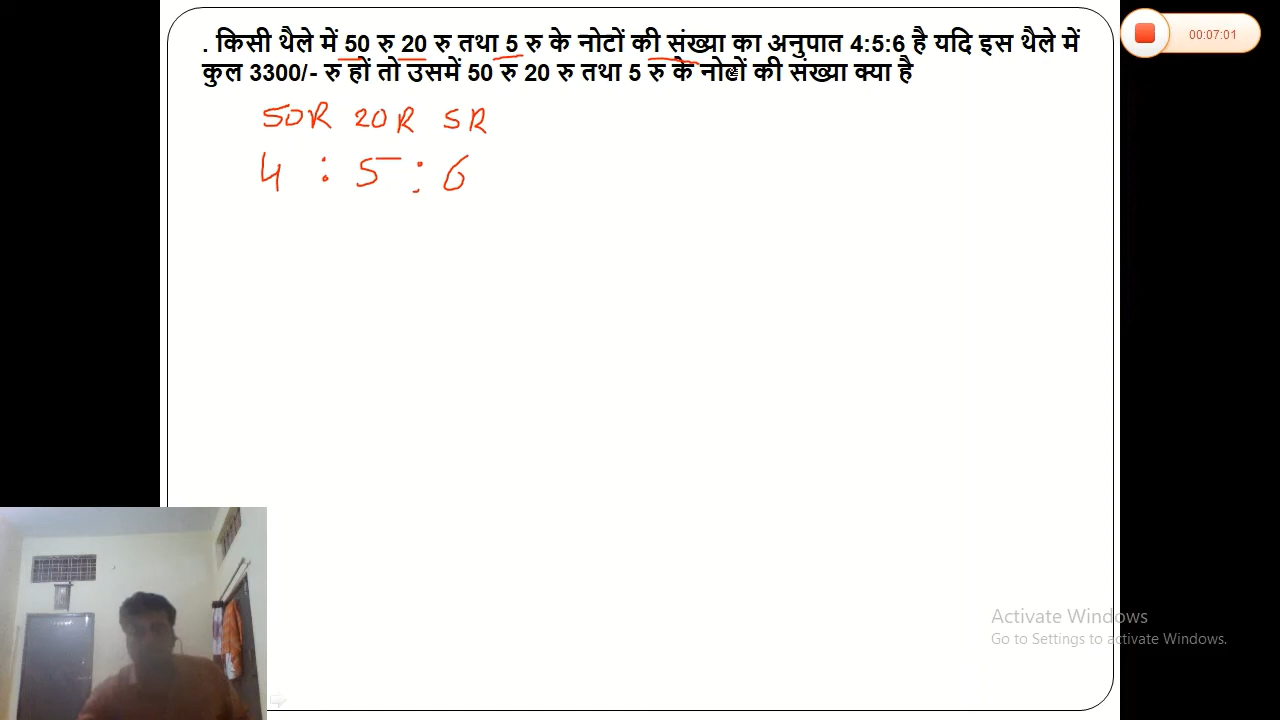 . किसी थैले में 50 रु 20 रु तथा 5 रु के नोटों की संख्या का अनुपात 4:5:6 है यदि इस थैले में
कुल 3300/- रु हों तो उसमें 50 रु 20 रु तथा 5 रु के नोटों की संख्या क्या है
50R 20R 5R
4 : 5 : 6
00:07:01
Activate Windows
Go to Settings to activate Windows.